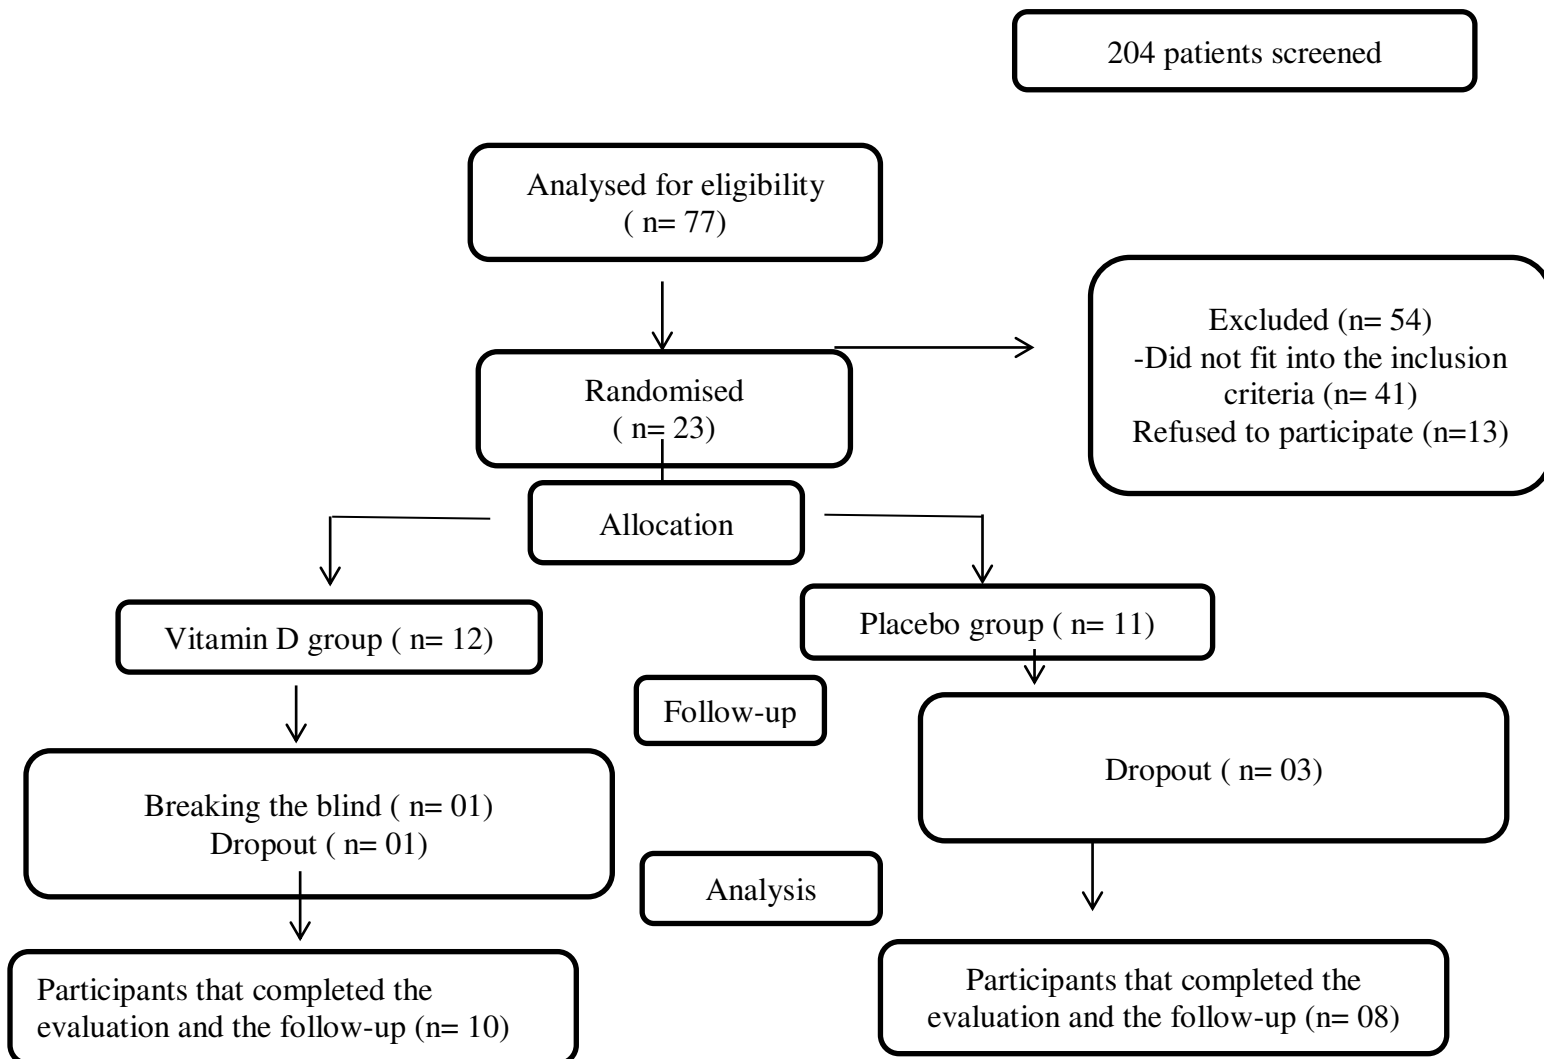 204 patients screened
Analysed for eligibility
( n= 77)
Excluded (n= 54)
-Did not fit into the inclusion
criteria (n= 41)
Refused to participate (n=13)
Randomised
( n= 23)
Allocation
Vitamin D group ( n= 12)
Placebo group ( n= 11)
Follow-up
Breaking the blind ( n= 01)
Dropout ( n= 01)
Dropout ( n= 03)
Analysis
Participants that completed the
evaluation and the follow-up (n= 10)
Participants that completed the
evaluation and the follow-up (n= 08)